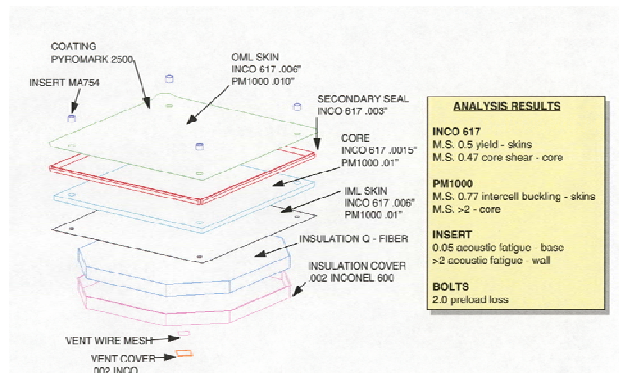 COATING
PYROMARK 2500
INSERT MA754
OML SKIN
INCO 617 .006"
PM1000 .010"
SECONDARY SEAL
INCO 617 .003"
CORE
INCO 617 .0015"
PM1000 .01"
IML SKIN
INCO 617 .006"
PM1000 .01"
INSULATION Q - FIBER
INSULATION COVER
.002 INCONEL 600
VENT WIRE MESH
VENT COVER
.002 INCO
ANALYSIS RESULTS
INCO 617
M.S. 0.5 yield - skins
M.S. 0.47 core shear - core
PM1000
M.S. 0.77 intercell buckling - skins
M.S. >2 - core
INSERT
0.05 acoustic fatigue - base
>2 acoustic fatigue - wall
BOLTS
2.0 preload loss